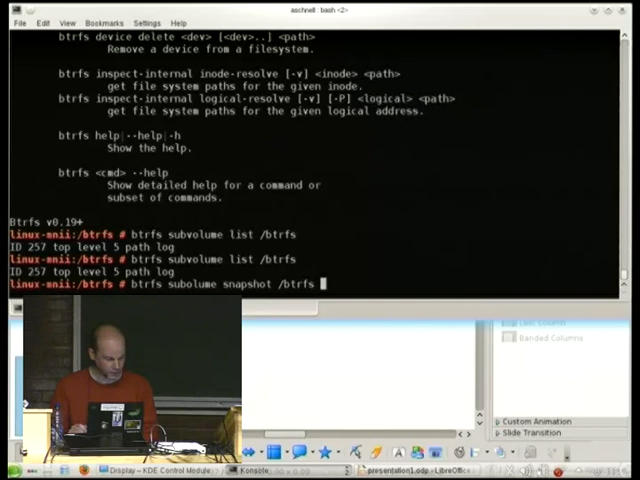 aschnell : bash <2>
File Edit View Bookmarks Settings Help
btrfs device delete <dev> [<dev>..] <path>
Remove a device from a filesystem.
btrfs inspect-internal inode-resolve [-v] <inode> <path>
get file system paths for the given inode.
btrfs inspect-internal logical-resolve [-v] [-P] <logical> <path>
get file system paths for the given logical address.
btrfs help|--help|-h
Show the help.
btrfs <cmd> --help
Show detailed help for a command or
subset of commands.
Btrfs v0.19+
linux-mnii:/btrfs # btrfs subvolume list /btrfs
ID 257 top level 5 path log
linux-mnii:/btrfs # btrfs subvolume list /btrfs
ID 257 top level 5 path log
linux-mnii:/btrfs # btrfs subolume snapshot /btrfs
Banded Columns
Custom Animation
Slide Transition
Display – KDE Control Module
Konsole
presentation1.odp - LibreOffice